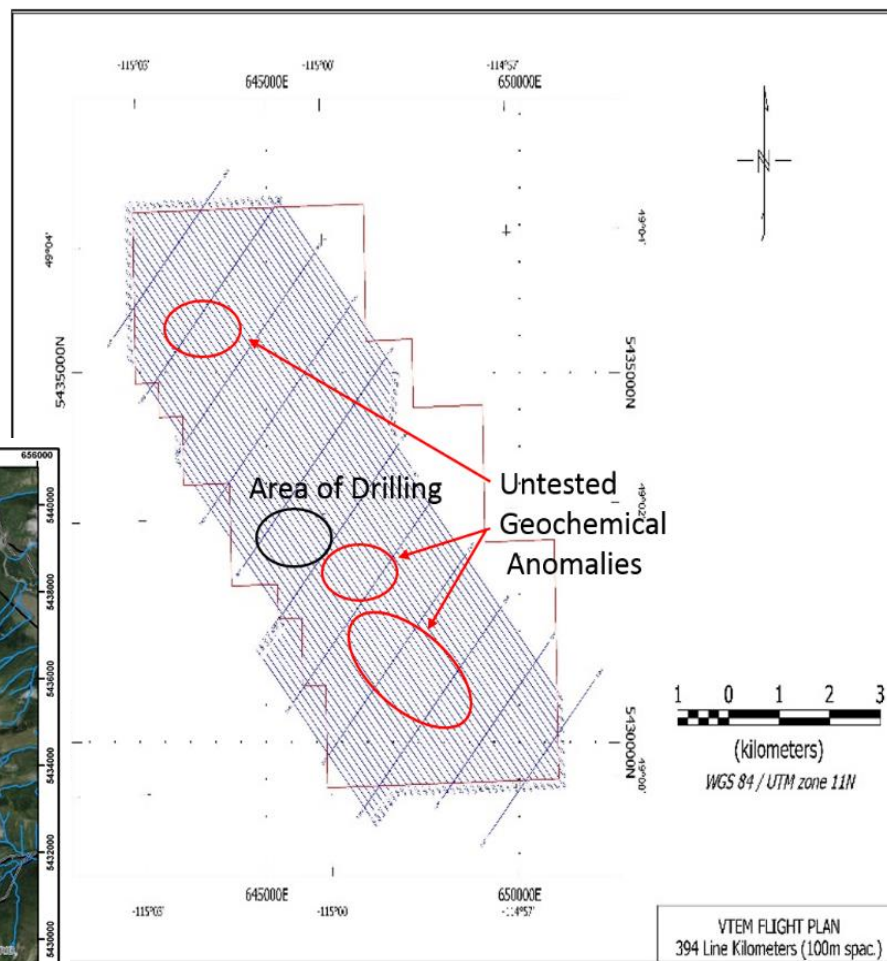 -115°03'
-115°00'
-114°57'
645000E
650000E
N
49°04'
49°04'
5435000N
5435000N
Area of Drilling
Untested
Geochemical
Anomalies
49°02'
656000
5440000
5438000
5436000
5434000
5432000
5430000
1 0 1 2 3
(kilometers)
WGS 84 / UTM zone 11N
5430000N
49°00'
645000E
650000E
-115°03'
-115°00'
-114°57'
VTEM FLIGHT PLAN
394 Line Kilometers (100m spac.)